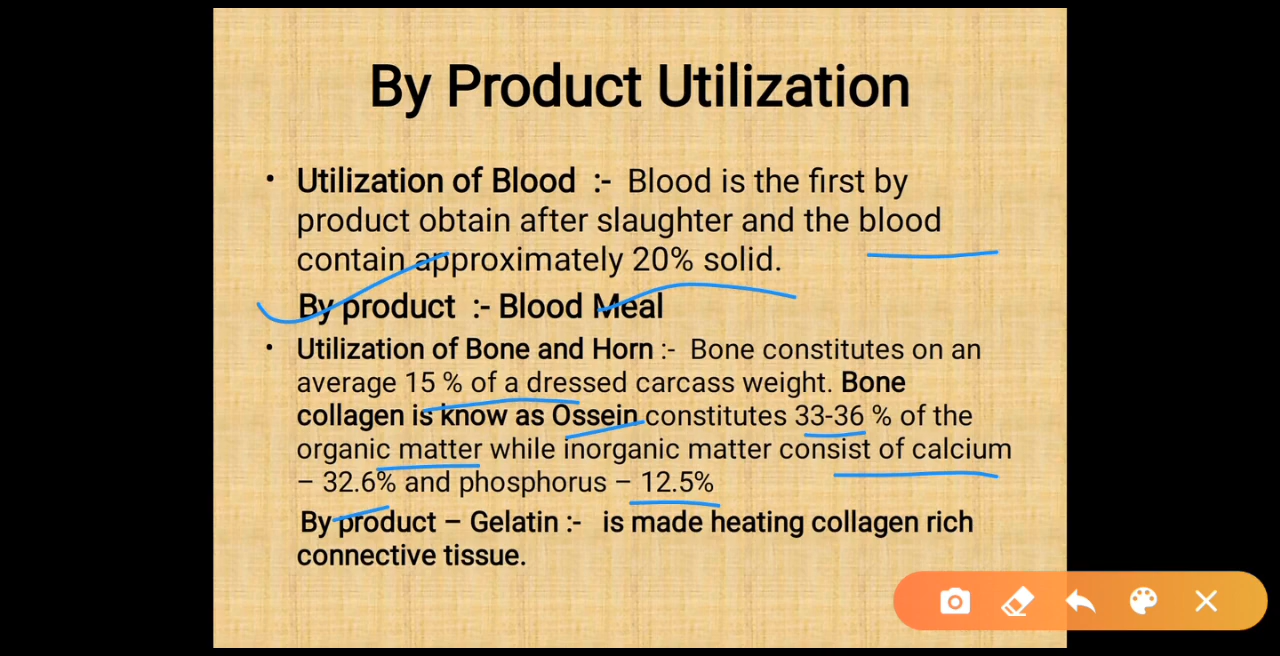 By Product Utilization
• Utilization of Blood :- Blood is the first by
product obtain after slaughter and the blood
contain approximately 20% solid.
By product :- Blood Meal
• Utilization of Bone and Horn :- Bone constitutes on an
average 15 % of a dressed carcass weight. Bone
collagen is know as Ossein constitutes 33-36 % of the
organic matter while inorganic matter consist of calcium
– 32.6% and phosphorus – 12.5%
By product – Gelatin :- is made heating collagen rich
connective tissue.